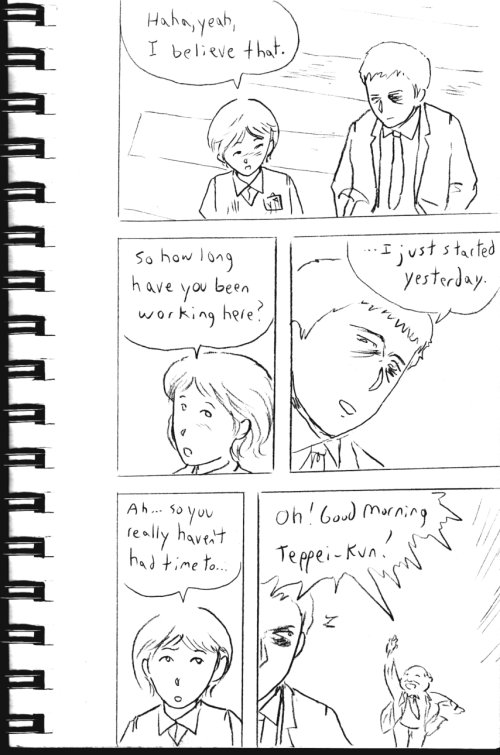 Haha, yeah,
I believe that.
So how long
have you been
working here?
...I just started
yesterday.
Ah... so you
really haven't
had time to...
Oh! Good Morning
Teppei-Kun!
z